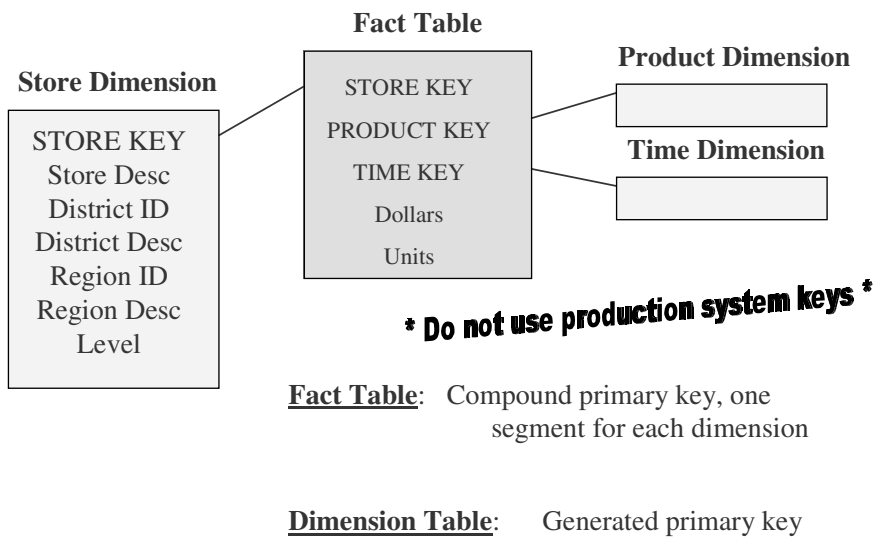 Fact Table
Store Dimension
Product Dimension
STORE KEY
Store Desc
District ID
District Desc
Region ID
Region Desc
Level
STORE KEY
PRODUCT KEY
TIME KEY
Dollars
Units
Time Dimension
* Do not use production system keys *
Fact Table: Compound primary key, one
segment for each dimension
Dimension Table: Generated primary key